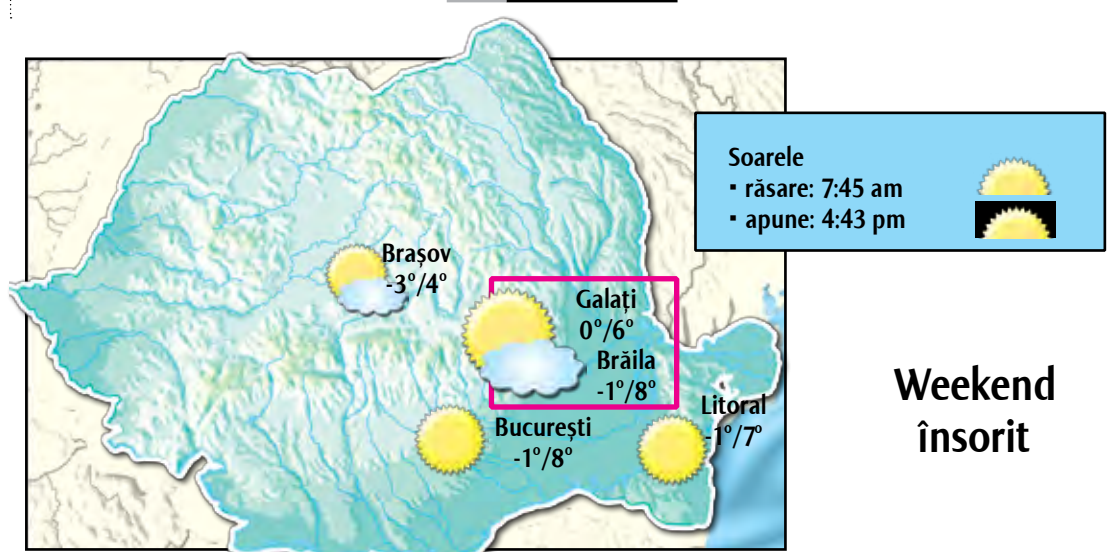 Soarele
▪ răsare: 7:45 am
▪ apune: 4:43 pm
Brașov
-3°/4°
Galați
0°/6°
Brăila
-1°/8°
București
-1°/8°
Litoral
-1°/7°
Weekend
însorit